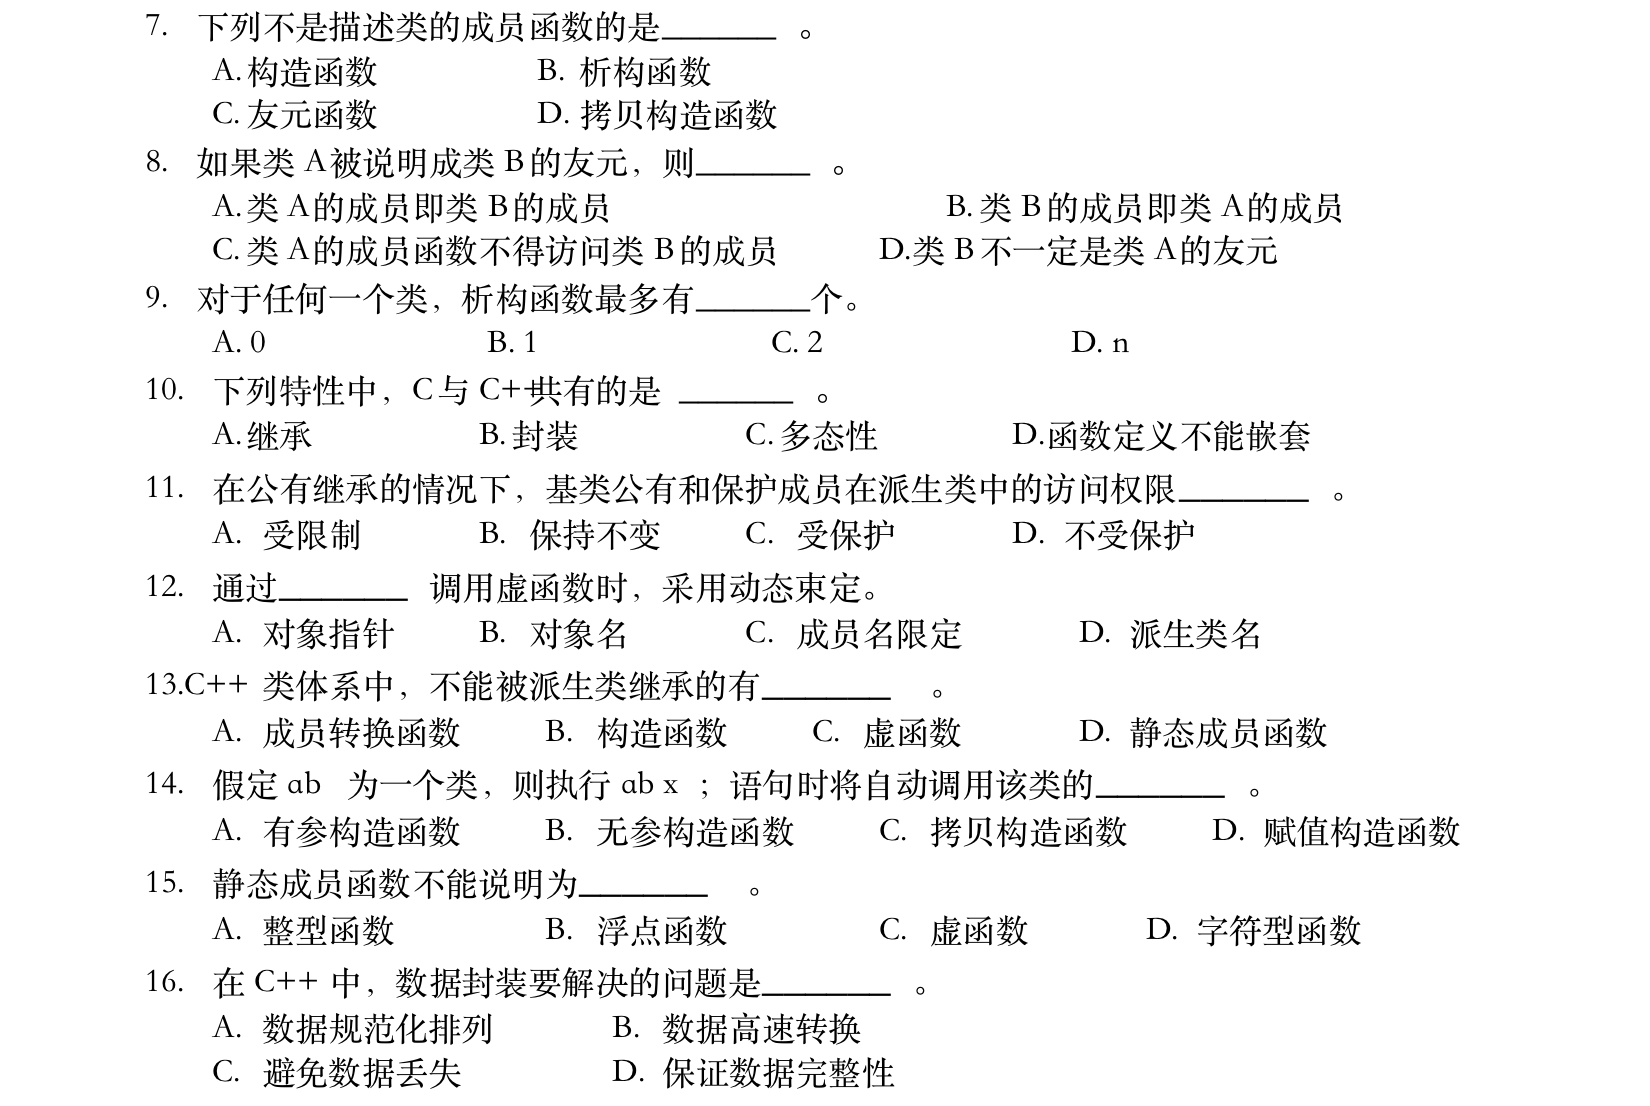 7. 下列不是描述类的成员函数的是______ 。
A.构造函数 B. 析构函数
C.友元函数 D. 拷贝构造函数
8. 如果类 A被说明成类 B的友元，则______ 。
A.类 A的成员即类 B的成员 B.类 B的成员即类 A的成员
C.类 A的成员函数不得访问类 B的成员 D.类 B不一定是类 A的友元
9. 对于任何一个类，析构函数最多有______个。
A. 0 B. 1 C. 2 D. n
10. 下列特性中，C与 C++共有的是 ______ 。
A.继承 B.封装 C.多态性 D.函数定义不能嵌套
11. 在公有继承的情况下，基类公有和保护成员在派生类中的访问权限______ 。
A. 受限制 B. 保持不变 C. 受保护 D. 不受保护
12. 通过______ 调用虚函数时，采用动态束定。
A. 对象指针 B. 对象名 C. 成员名限定 D. 派生类名
13.C++ 类体系中，不能被派生类继承的有______ 。
A. 成员转换函数 B. 构造函数 C. 虚函数 D. 静态成员函数
14. 假定 ab 为一个类，则执行 ab x ；语句时将自动调用该类的______ 。
A. 有参构造函数 B. 无参构造函数 C. 拷贝构造函数 D. 赋值构造函数
15. 静态成员函数不能说明为______ 。
A. 整型函数 B. 浮点函数 C. 虚函数 D. 字符型函数
16. 在 C++ 中，数据封装要解决的问题是______ 。
A. 数据规范化排列 B. 数据高速转换
C. 避免数据丢失 D. 保证数据完整性